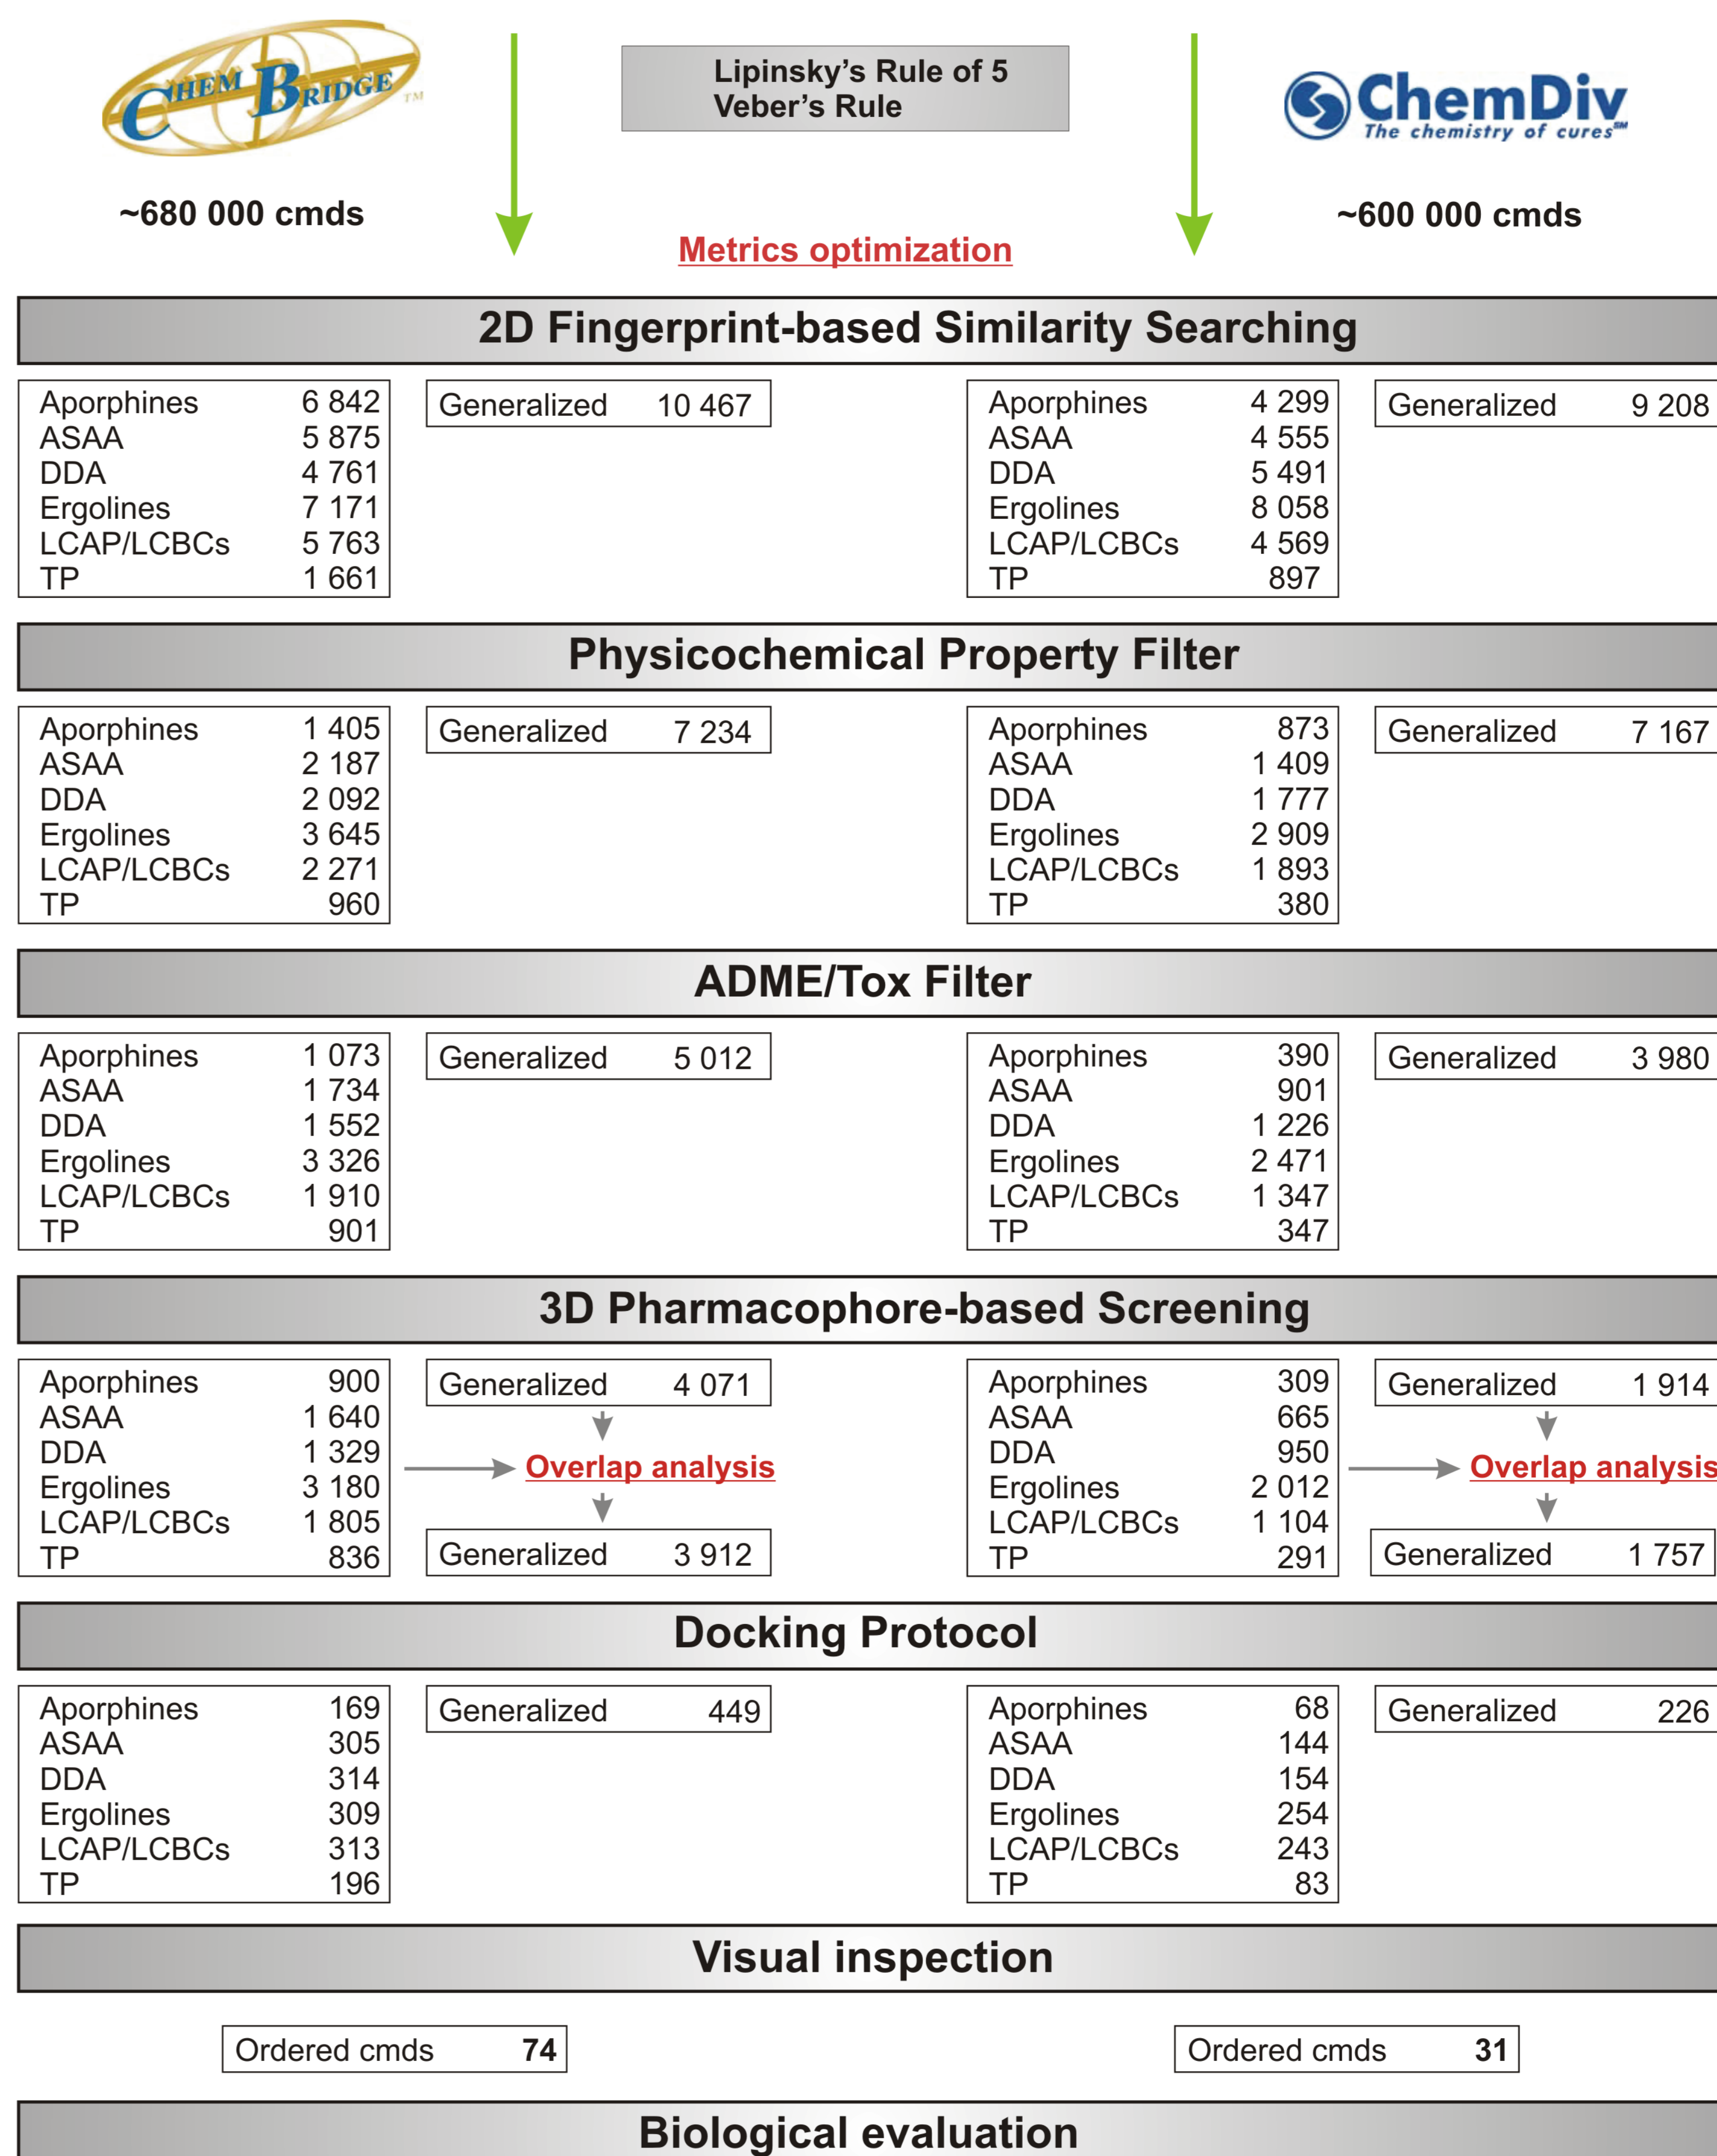 CHEM BRIDGE TM
Lipinsky's Rule of 5
Veber's Rule
ChemDiv
The chemistry of cures SM
~680 000 cmds
~600 000 cmds
Metrics optimization
2D Fingerprint-based Similarity Searching
Aporphines 6 842
ASAA 5 875
DDA 4 761
Ergolines 7 171
LCAP/LCBCs 5 763
TP 1 661
Generalized 10 467
Aporphines 4 299
ASAA 4 555
DDA 5 491
Ergolines 8 058
LCAP/LCBCs 4 569
TP 897
Generalized 9 208
Physicochemical Property Filter
Aporphines 1 405
ASAA 2 187
DDA 2 092
Ergolines 3 645
LCAP/LCBCs 2 271
TP 960
Generalized 7 234
Aporphines 873
ASAA 1 409
DDA 1 777
Ergolines 2 909
LCAP/LCBCs 1 893
TP 380
Generalized 7 167
ADME/Tox Filter
Aporphines 1 073
ASAA 1 734
DDA 1 552
Ergolines 3 326
LCAP/LCBCs 1 910
TP 901
Generalized 5 012
Aporphines 390
ASAA 901
DDA 1 226
Ergolines 2 471
LCAP/LCBCs 1 347
TP 347
Generalized 3 980
3D Pharmacophore-based Screening
Aporphines 900
ASAA 1 640
DDA 1 329
Ergolines 3 180
LCAP/LCBCs 1 805
TP 836
Generalized 4 071
Overlap analysis
Generalized 3 912
Aporphines 309
ASAA 665
DDA 950
Ergolines 2 012
LCAP/LCBCs 1 104
TP 291
Generalized 1 914
Overlap analysis
Generalized 1 757
Docking Protocol
Aporphines 169
ASAA 305
DDA 314
Ergolines 309
LCAP/LCBCs 313
TP 196
Generalized 449
Aporphines 68
ASAA 144
DDA 154
Ergolines 254
LCAP/LCBCs 243
TP 83
Generalized 226
Visual inspection
Ordered cmds 74
Ordered cmds 31
Biological evaluation